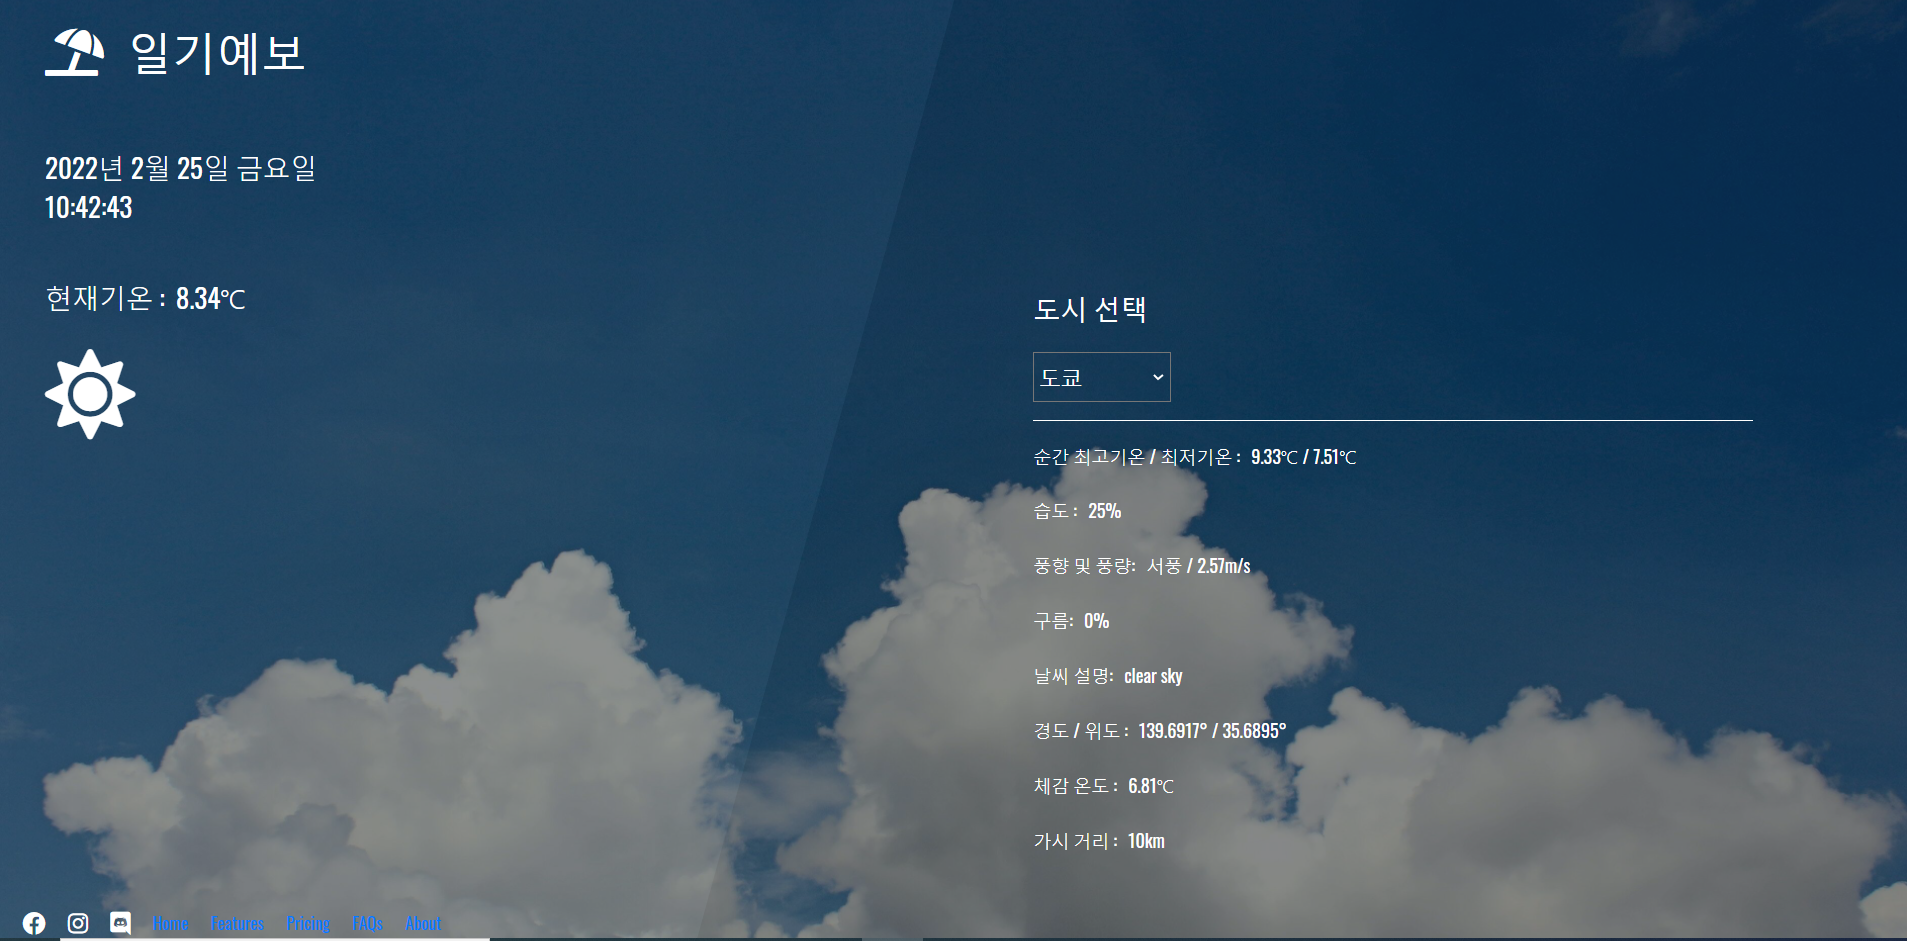 일기예보
2022년 2월 25일 금요일
10:42:43
현재기온 : 8.34℃
도시 선택
도쿄
순간 최고기온 / 최저기온 : 9.33℃ / 7.51℃
습도 : 25%
풍향 및 풍량: 서풍 / 2.57m/s
구름: 0%
날씨 설명: clear sky
경도 / 위도 : 139.6917° / 35.6895°
체감 온도 : 6.81℃
가시 거리 : 10km
Home Features Pricing FAQs About